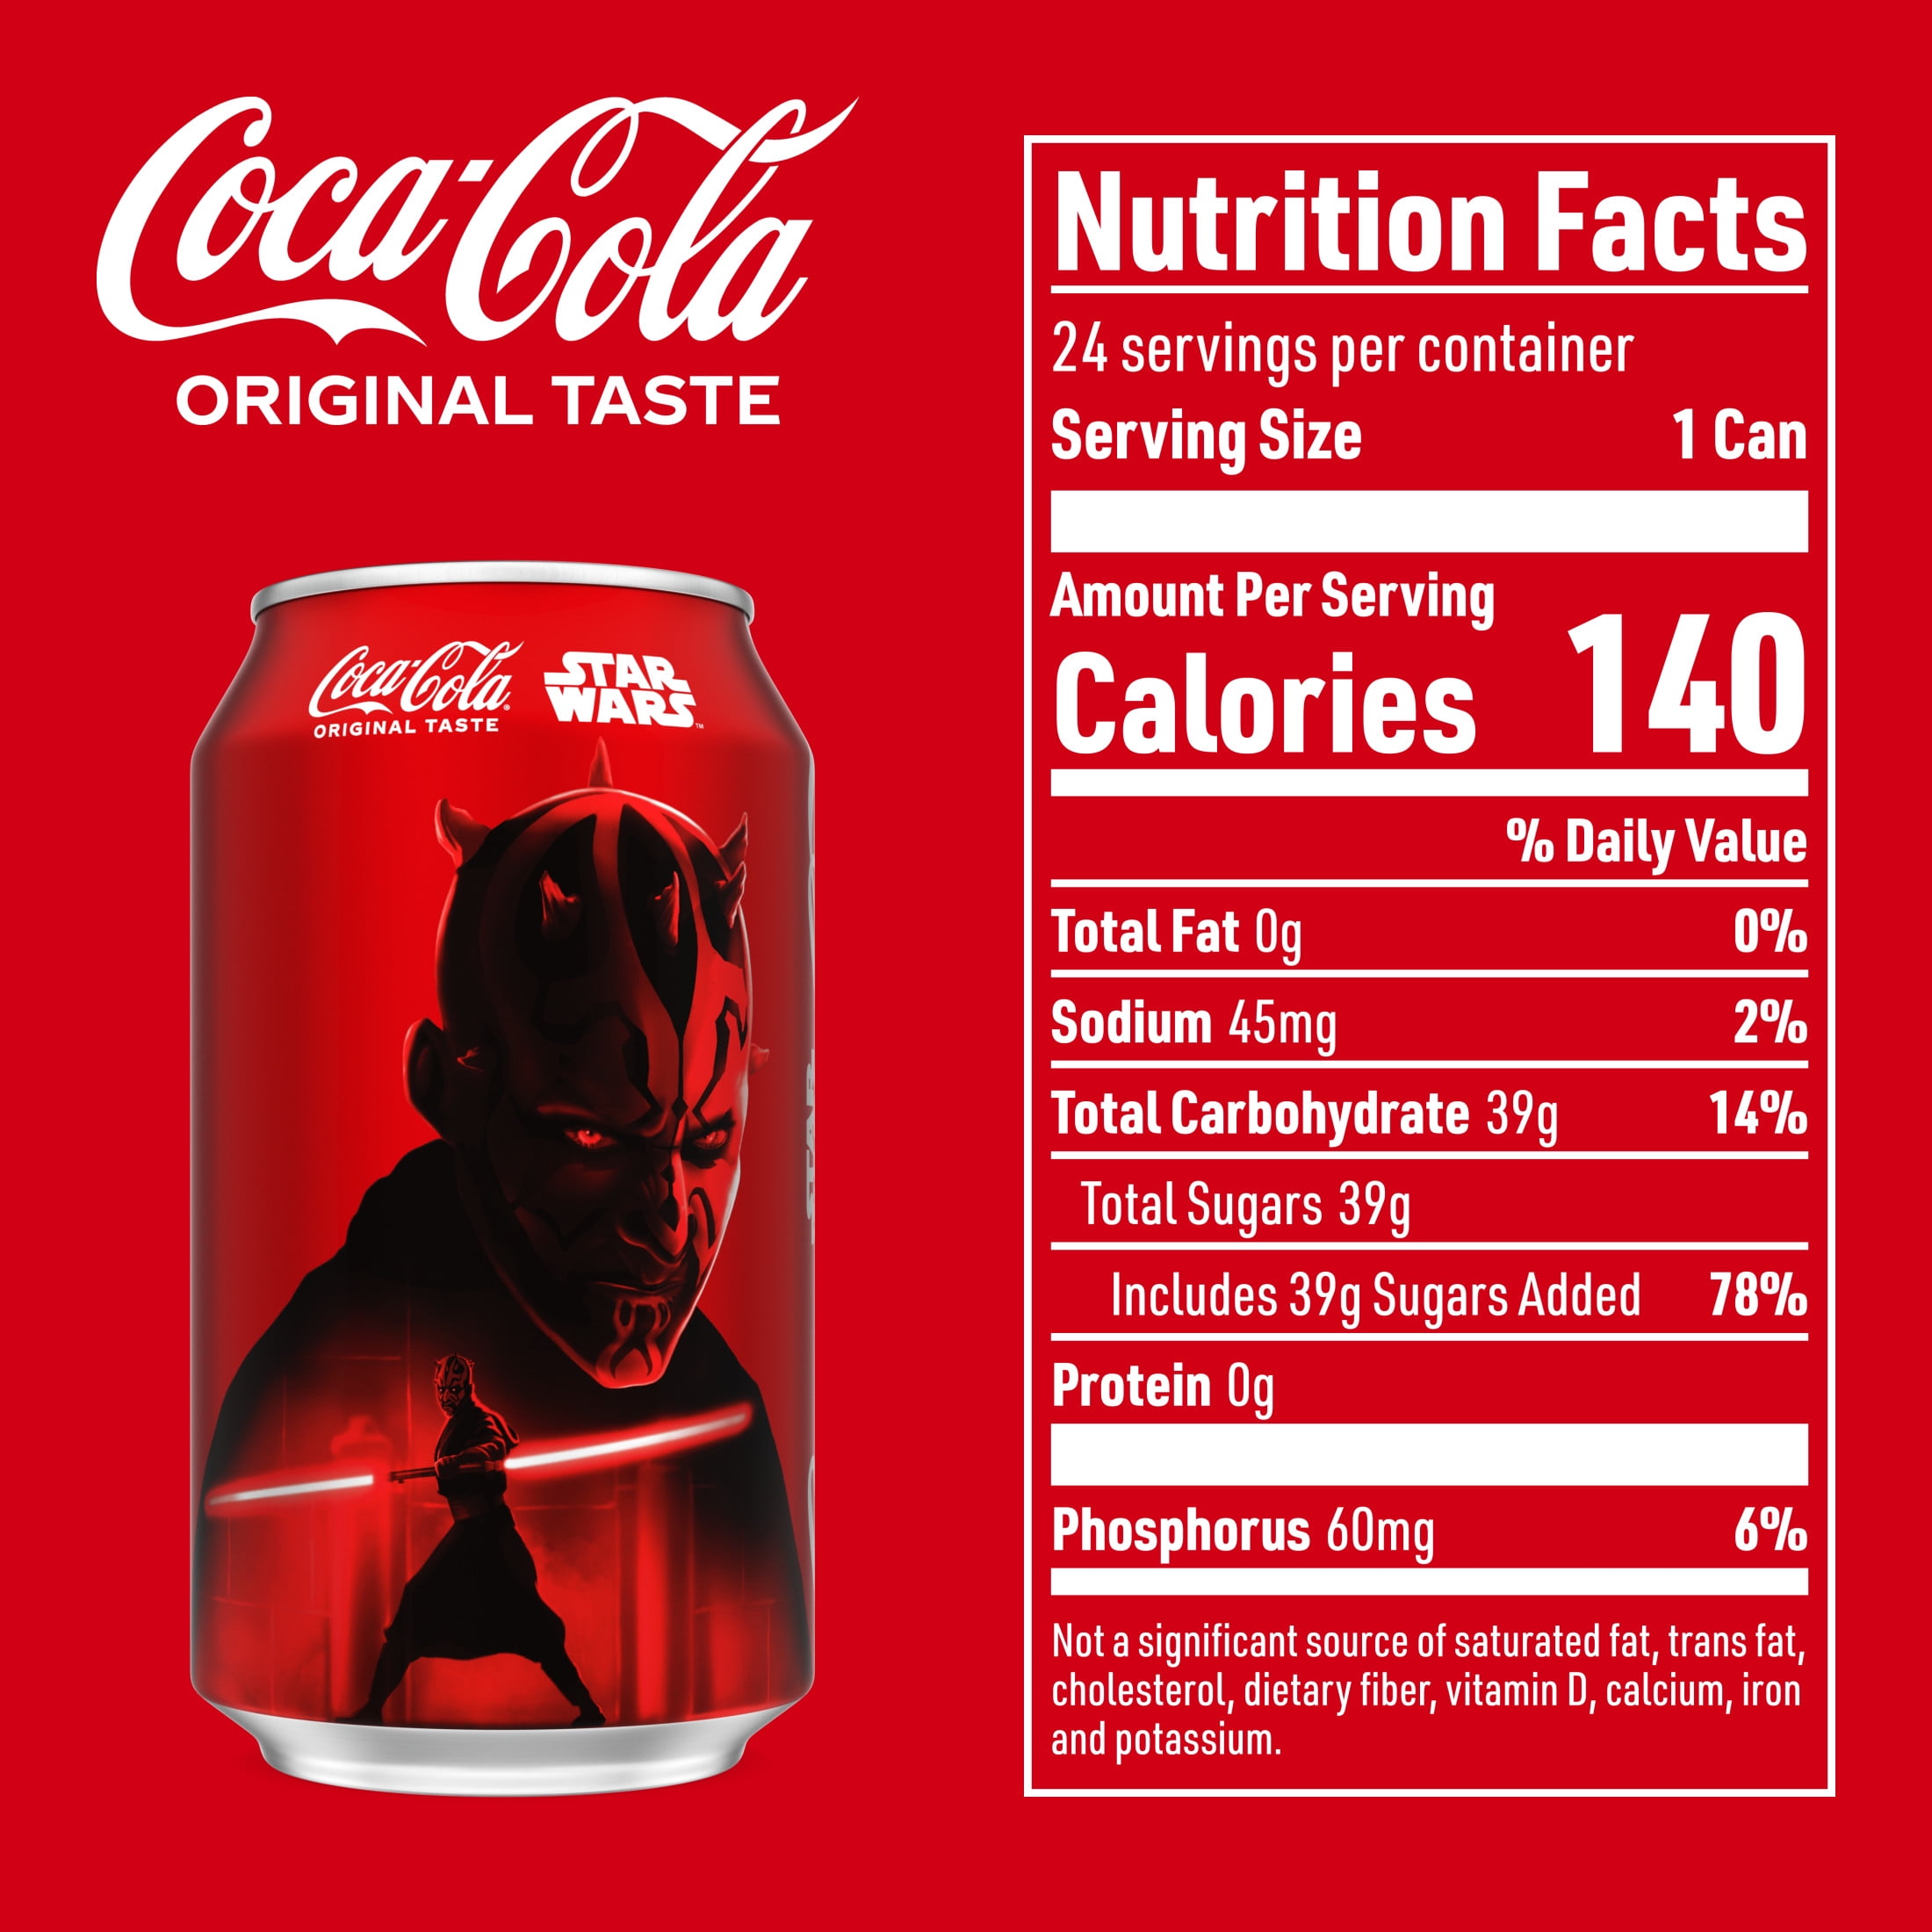 Coca-Cola
ORIGINAL TASTE
Coca-Cola®
ORIGINAL TASTE
STAR
WARS™
STAR
Nutrition Facts
24 servings per container
Serving Size 1 Can
Amount Per Serving
Calories 140
% Daily Value
Total Fat 0g 0%
Sodium 45mg 2%
Total Carbohydrate 39g 14%
Total Sugars 39g
Includes 39g Sugars Added 78%
Protein 0g
Phosphorus 60mg 6%
Not a significant source of saturated fat, trans fat,
cholesterol, dietary fiber, vitamin D, calcium, iron
and potassium.